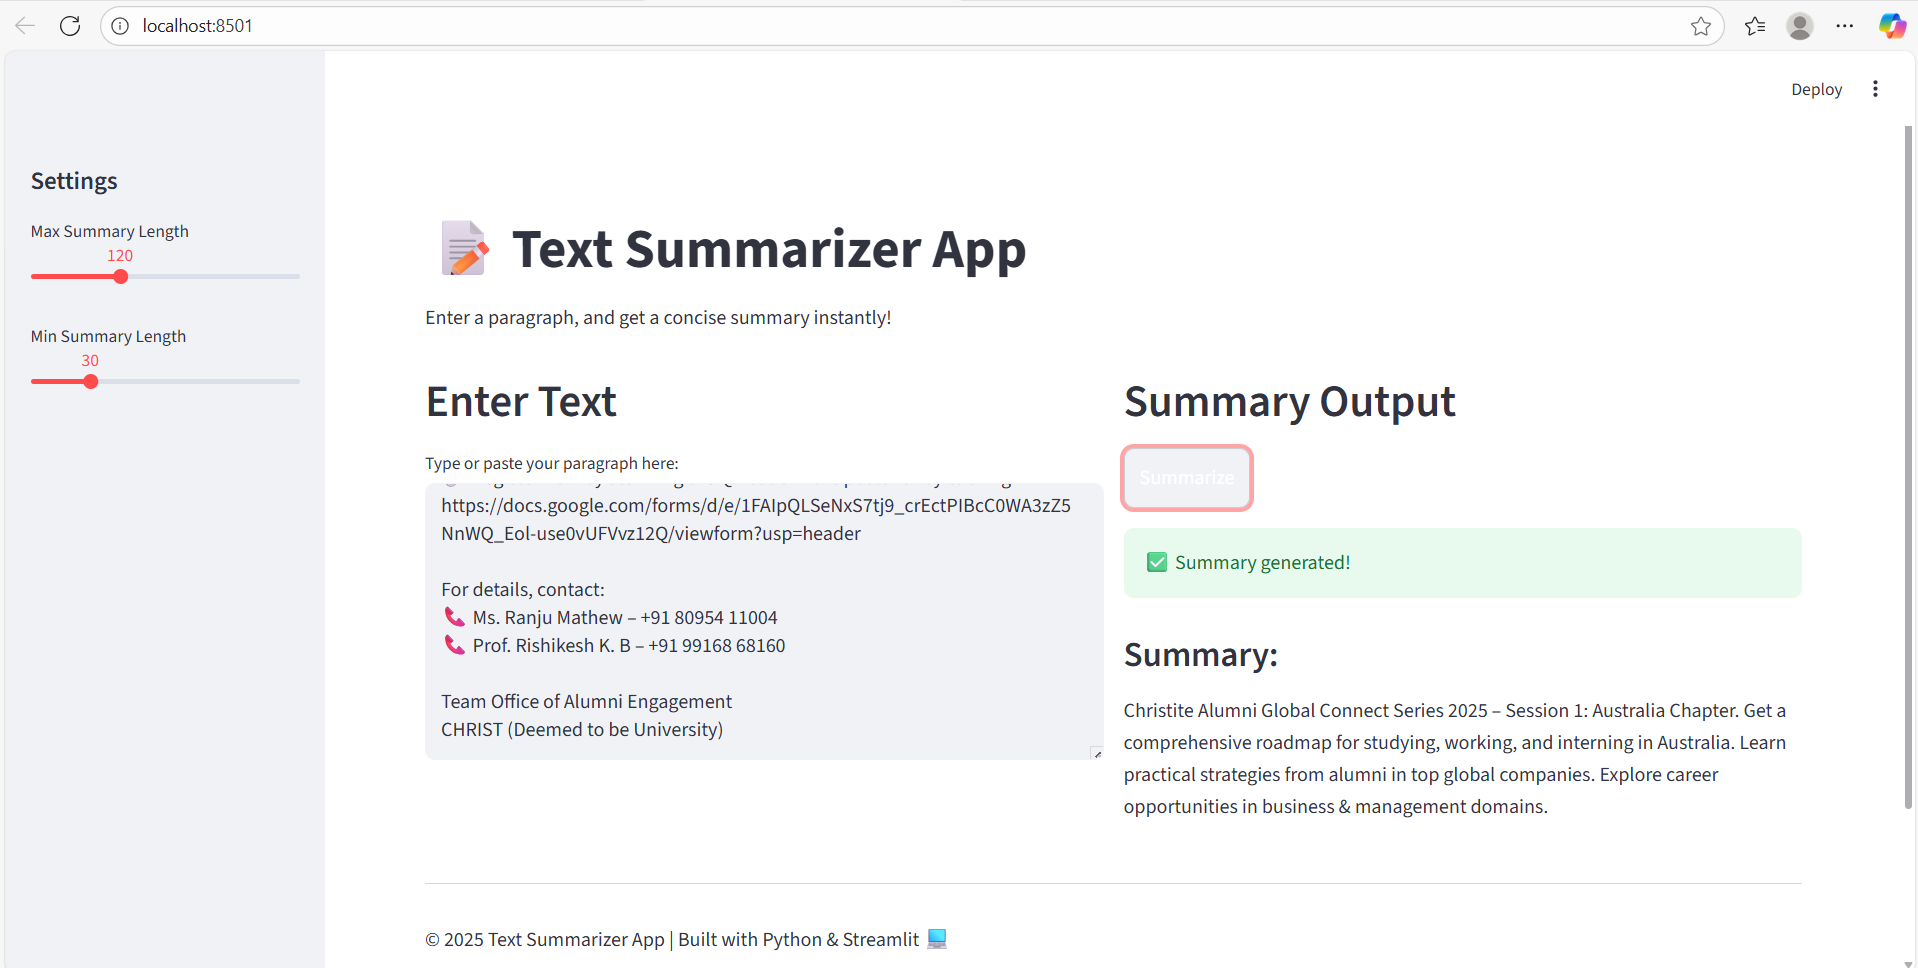 localhost:8501
Deploy
Settings
Max Summary Length
120
Min Summary Length
30
Text Summarizer App
Enter a paragraph, and get a concise summary instantly!
Enter Text
Type or paste your paragraph here:
https://docs.google.com/forms/d/e/1FAIpQLSeNxS7tj9_crEctPIBcC0WA3zZ5
NnWQ_Eol-use0vUFVvz12Q/viewform?usp=header
For details, contact:
📞 Ms. Ranju Mathew – +91 80954 11004
📞 Prof. Rishikesh K. B – +91 99168 68160
Team Office of Alumni Engagement
CHRIST (Deemed to be University)
Summary Output
Summarize
✅ Summary generated!
Summary:
Christite Alumni Global Connect Series 2025 – Session 1: Australia Chapter. Get a
comprehensive roadmap for studying, working, and interning in Australia. Learn
practical strategies from alumni in top global companies. Explore career
opportunities in business & management domains.
© 2025 Text Summarizer App | Built with Python & Streamlit 💻